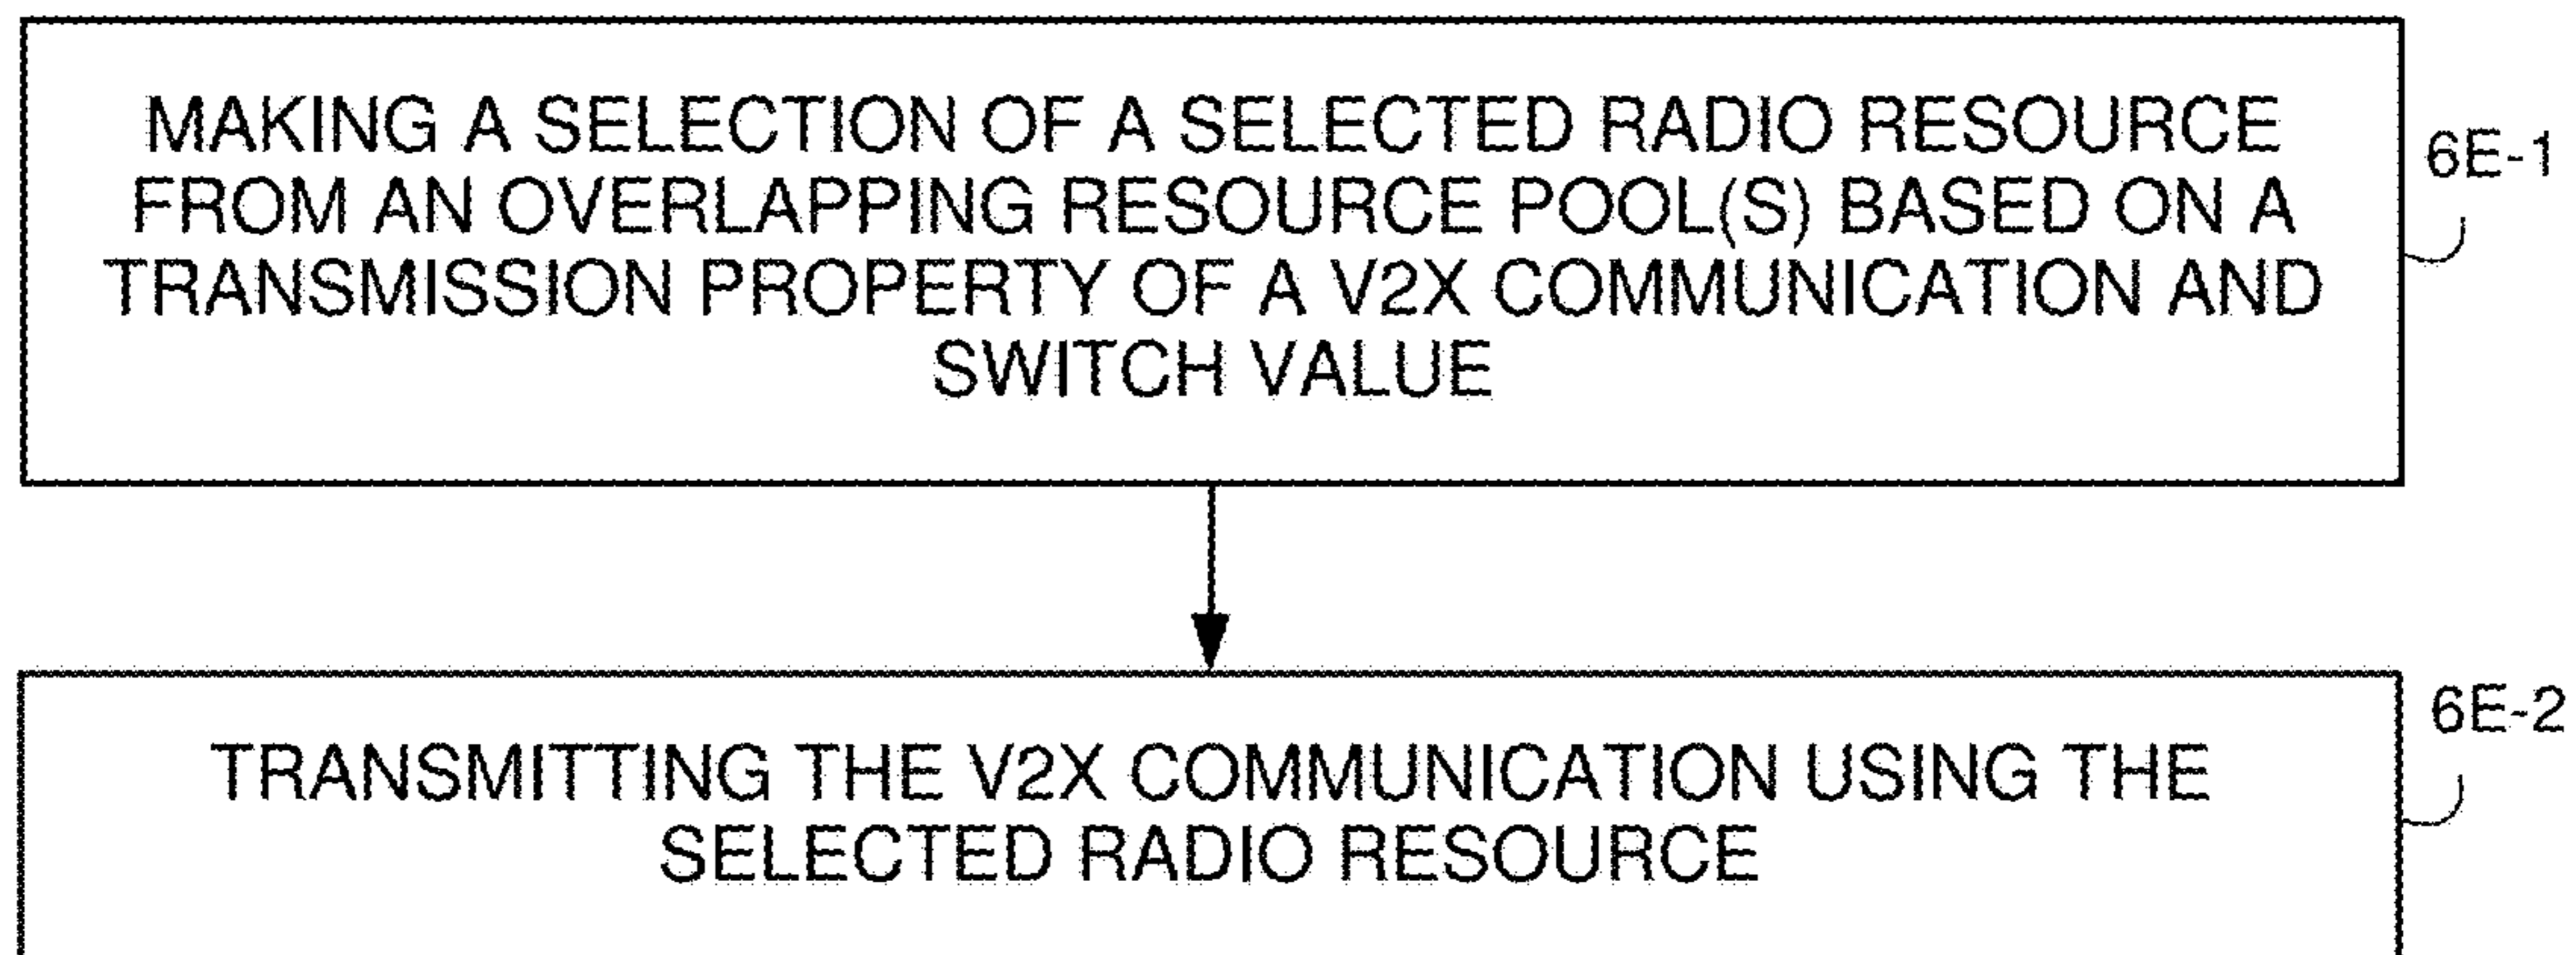 MAKING A SELECTION OF A SELECTED RADIO RESOURCE
FROM AN OVERLAPPING RESOURCE POOL(S) BASED ON A
TRANSMISSION PROPERTY OF A V2X COMMUNICATION AND
SWITCH VALUE
6E-1
TRANSMITTING THE V2X COMMUNICATION USING THE
SELECTED RADIO RESOURCE
6E-2